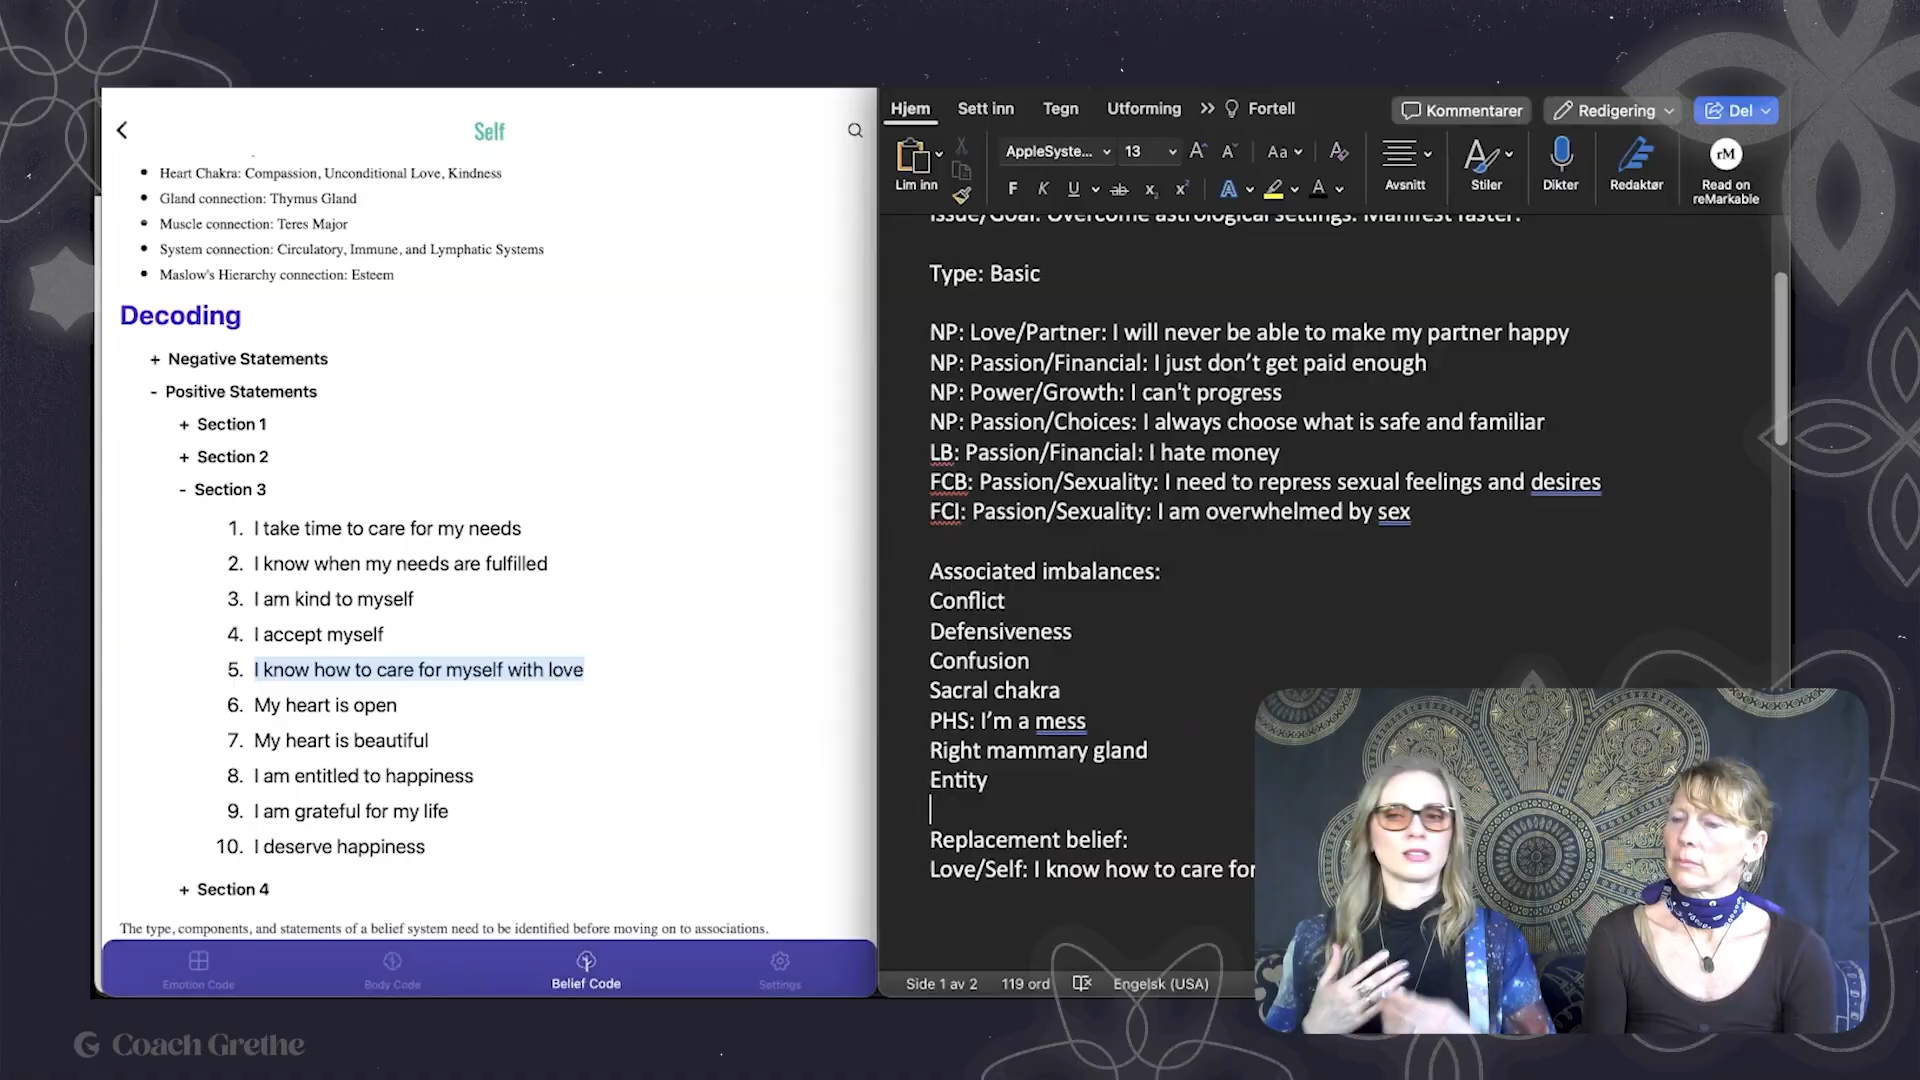 Self
Heart Chakra: Compassion, Unconditional Love, Kindness
Gland connection: Thymus Gland
Muscle connection: Teres Major
System connection: Circulatory, Immune, and Lymphatic Systems
Maslow's Hierarchy connection: Esteem
Decoding
+ Negative Statements
- Positive Statements
+ Section 1
+ Section 2
- Section 3
1. I take time to care for my needs
2. I know when my needs are fulfilled
3. I am kind to myself
4. I accept myself
5. I know how to care for myself with love
6. My heart is open
7. My heart is beautiful
8. I am entitled to happiness
9. I am grateful for my life
10. I deserve happiness
+ Section 4
The type, components, and statements of a belief system need to be identified before moving on to associations.
Emotion Code
Body Code
Belief Code
Settings
Hjem Sett inn Tegn Utforming >> Fortell Kommentarer Redigering Del
Lim inn
AppleSyste... 13 Aa
F K U ab x₂ x² A A
Avsnitt
Stiler
Dikter
Redaktør
rM
Read on
reMarkable
Issue/Goal: Overcome astrological settings. Manifest faster.
Type: Basic
NP: Love/Partner: I will never be able to make my partner happy
NP: Passion/Financial: I just don’t get paid enough
NP: Power/Growth: I can't progress
NP: Passion/Choices: I always choose what is safe and familiar
LB: Passion/Financial: I hate money
FCB: Passion/Sexuality: I need to repress sexual feelings and desires
FCI: Passion/Sexuality: I am overwhelmed by sex
Associated imbalances:
Conflict
Defensiveness
Confusion
Sacral chakra
PHS: I’m a mess
Right mammary gland
Entity
Replacement belief:
Love/Self: I know how to care for
Side 1 av 2 119 ord Engelsk (USA)
Coach Grethe